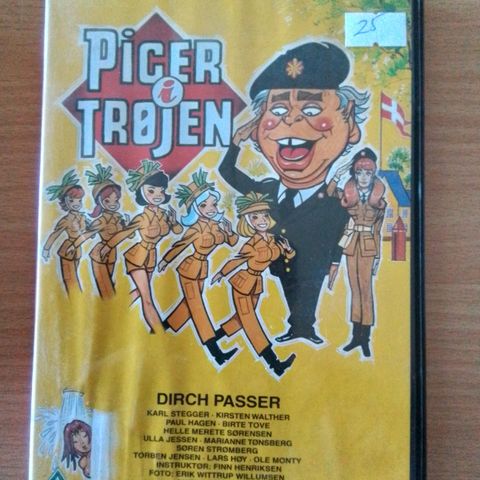 25
PIGER
i
TRØJEN
DIRCH PASSER
KARL STEGGER - KIRSTEN WALTHER
PAUL HAGEN - BIRTE TOVE
HELLE MERETE SØRENSEN
ULLA JESSEN - MARIANNE TØNSBERG
SØREN STRØMBERG
TORBEN JENSEN - LARS HØY - OLE MONTY
INSTRUKTØR: FINN HENRIKSEN
FOTO: ERIK WITTRUP WILLUMSEN